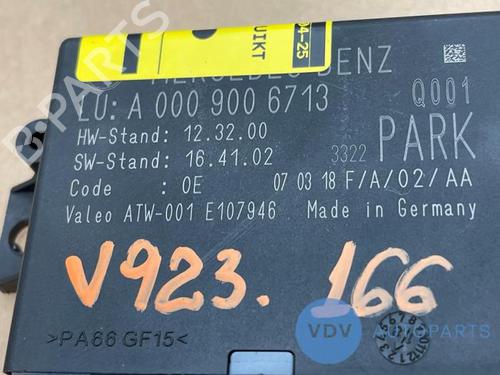 04-25
UIKT
MERCEDES-BENZ
LU: A 000 900 6713 Q001
HW-Stand: 12.32.00
SW-Stand: 16.41.02 3322 PARK
Code : 0E 07 03 18 F/A/02/AA
Valeo ATW-001 E107946 Made in Germany
V923. 166
VDV AUTOPARTS
>PA66 GF15<